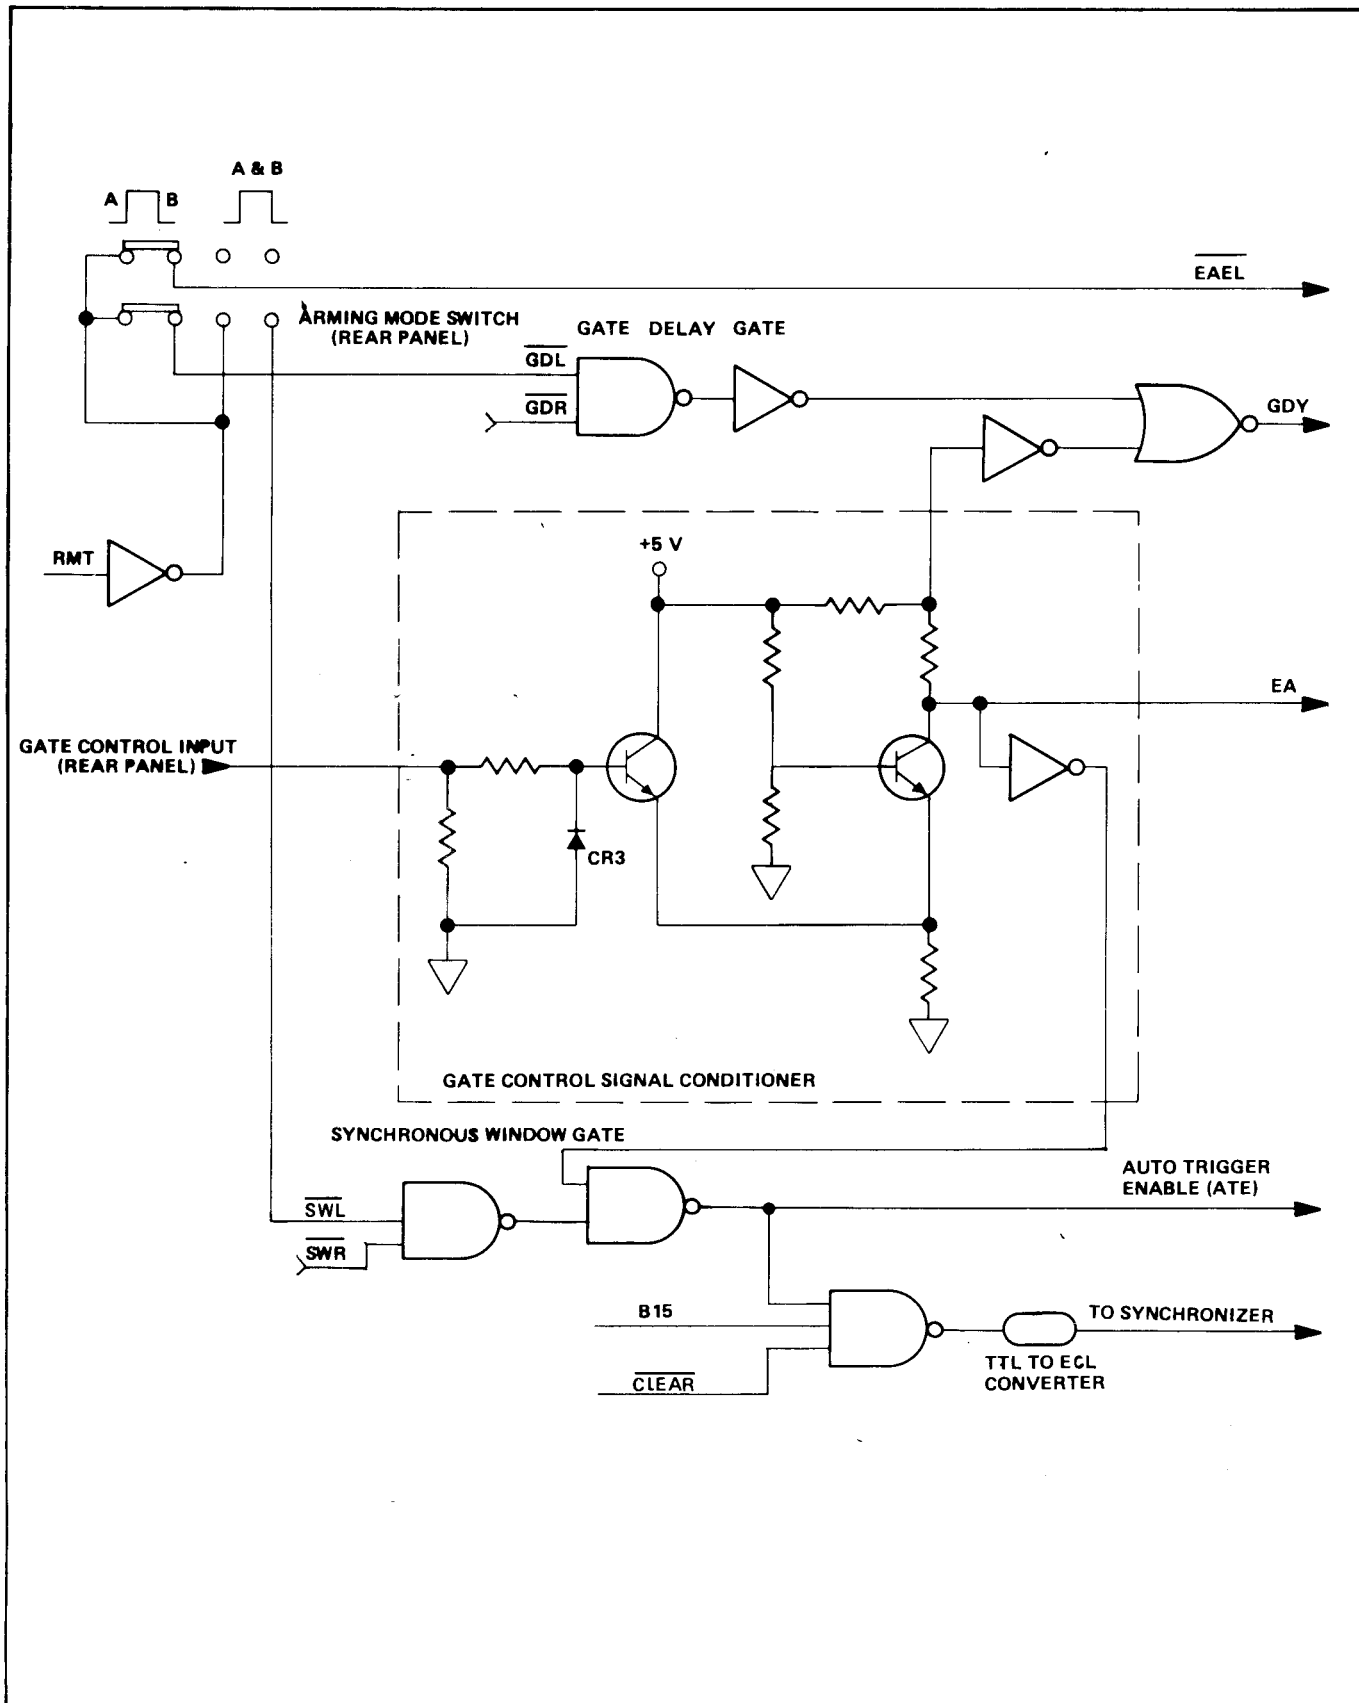 A & B
A B
EAEL
ARMING MODE SWITCH
(REAR PANEL)
GATE DELAY GATE
GDL
GDR
GDY
RMT
+5 V
EA
GATE CONTROL INPUT
(REAR PANEL)
CR3
GATE CONTROL SIGNAL CONDITIONER
SYNCHRONOUS WINDOW GATE
AUTO TRIGGER
ENABLE (ATE)
SWL
SWR
B15
TO SYNCHRONIZER
TTL TO ECL
CONVERTER
CLEAR